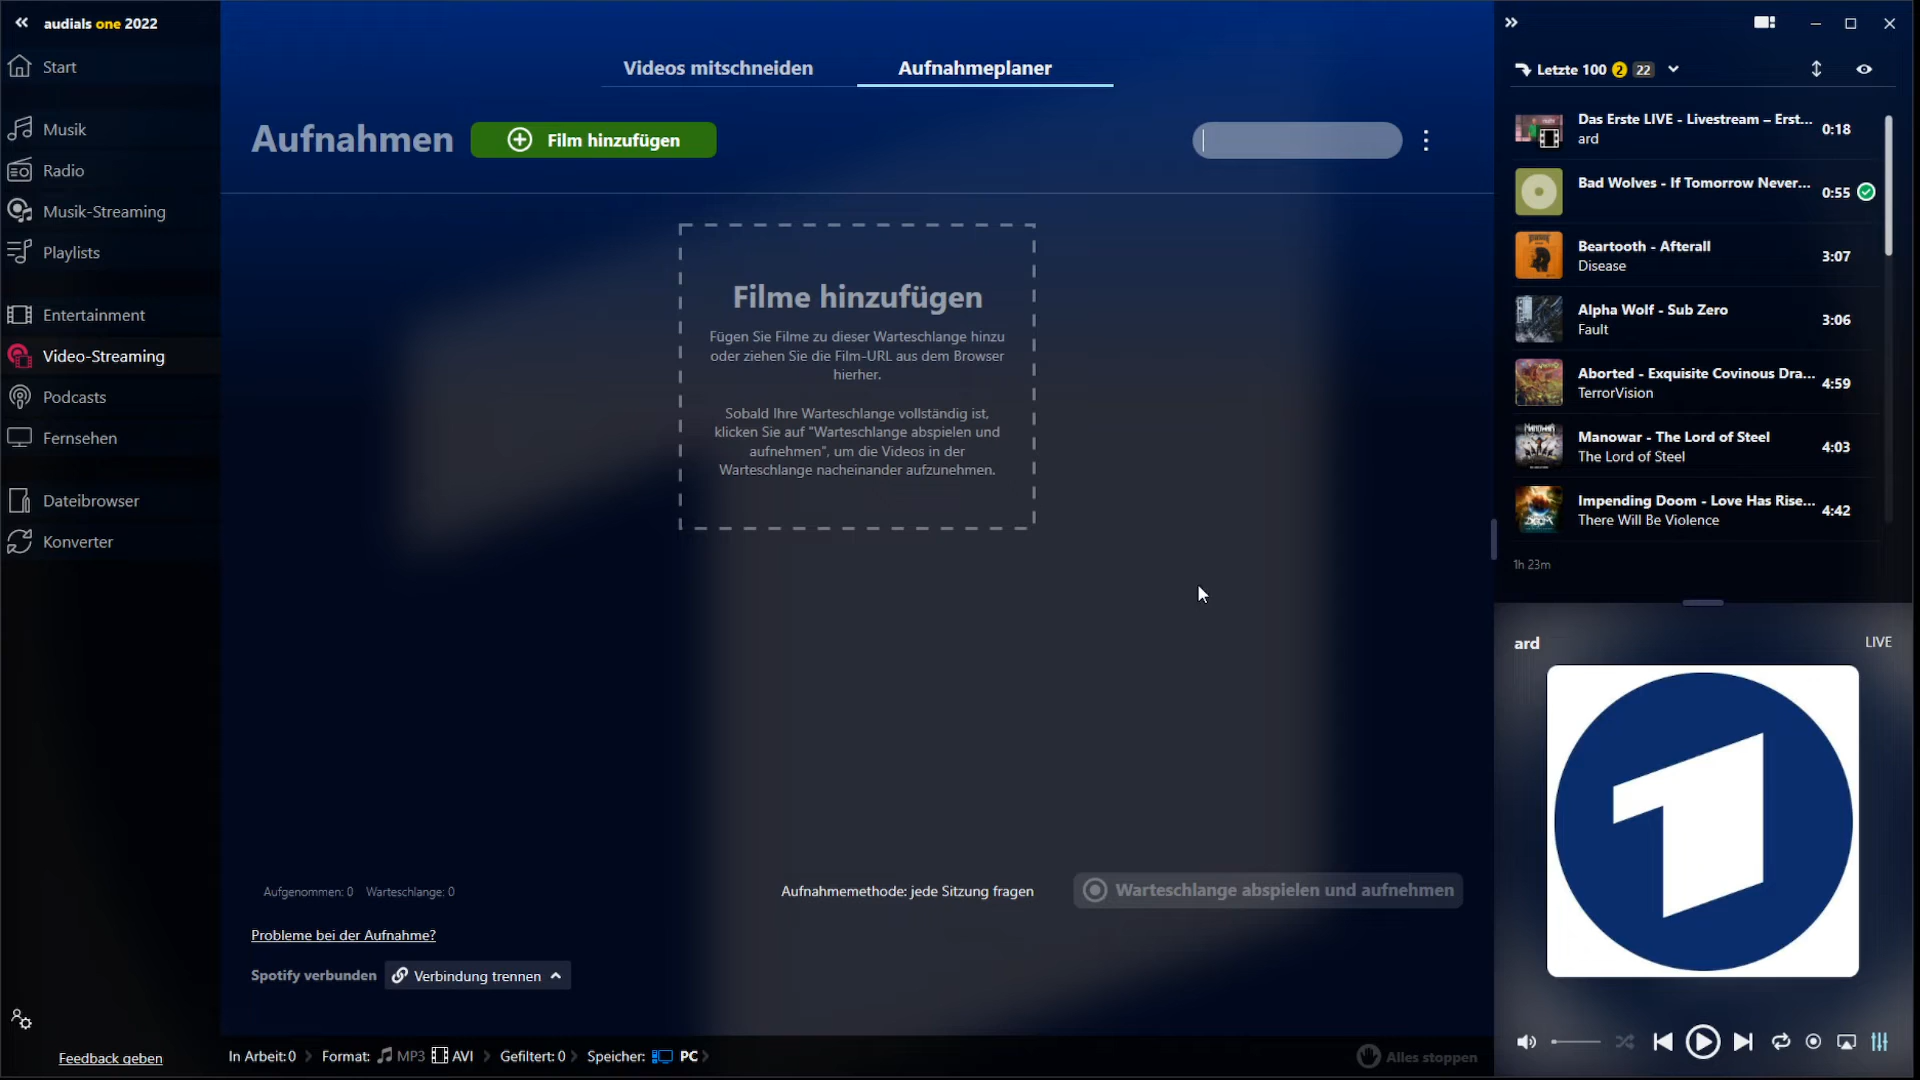 audials one 2022
Start
Musik
Radio
Musik-Streaming
Playlists
Entertainment
Video-Streaming
Podcasts
Fernsehen
Dateibrowser
Konverter
Feedback geben
Videos mitschneiden
Aufnahmeplaner
Aufnahmen
Film hinzufügen
Filme hinzufügen
Fügen Sie Filme zu dieser Warteschlange hinzu
oder ziehen Sie die Film-URL aus dem Browser
hierher.
Sobald Ihre Warteschlange vollständig ist,
klicken Sie auf "Warteschlange abspielen und
aufnehmen", um die Videos in der
Warteschlange nacheinander aufzunehmen.
Aufgenommen: 0 Warteschlange: 0
Aufnahmemethode: jede Sitzung fragen
Warteschlange abspielen und aufnehmen
Probleme bei der Aufnahme?
Spotify verbunden Verbindung trennen
In Arbeit: 0 Format: MP3 AVI Gefiltert: 0 Speicher: PC
Alles stoppen
Letzte 100 2 22
Das Erste LIVE - Livestream – Erst... 0:18
ard
Bad Wolves - If Tomorrow Never... 0:55
Beartooth - Afterall 3:07
Disease
Alpha Wolf - Sub Zero 3:06
Fault
Aborted - Exquisite Covinous Dra... 4:59
TerrorVision
Manowar - The Lord of Steel 4:03
The Lord of Steel
Impending Doom - Love Has Rise... 4:42
There Will Be Violence
1h 23m
ard LIVE
1